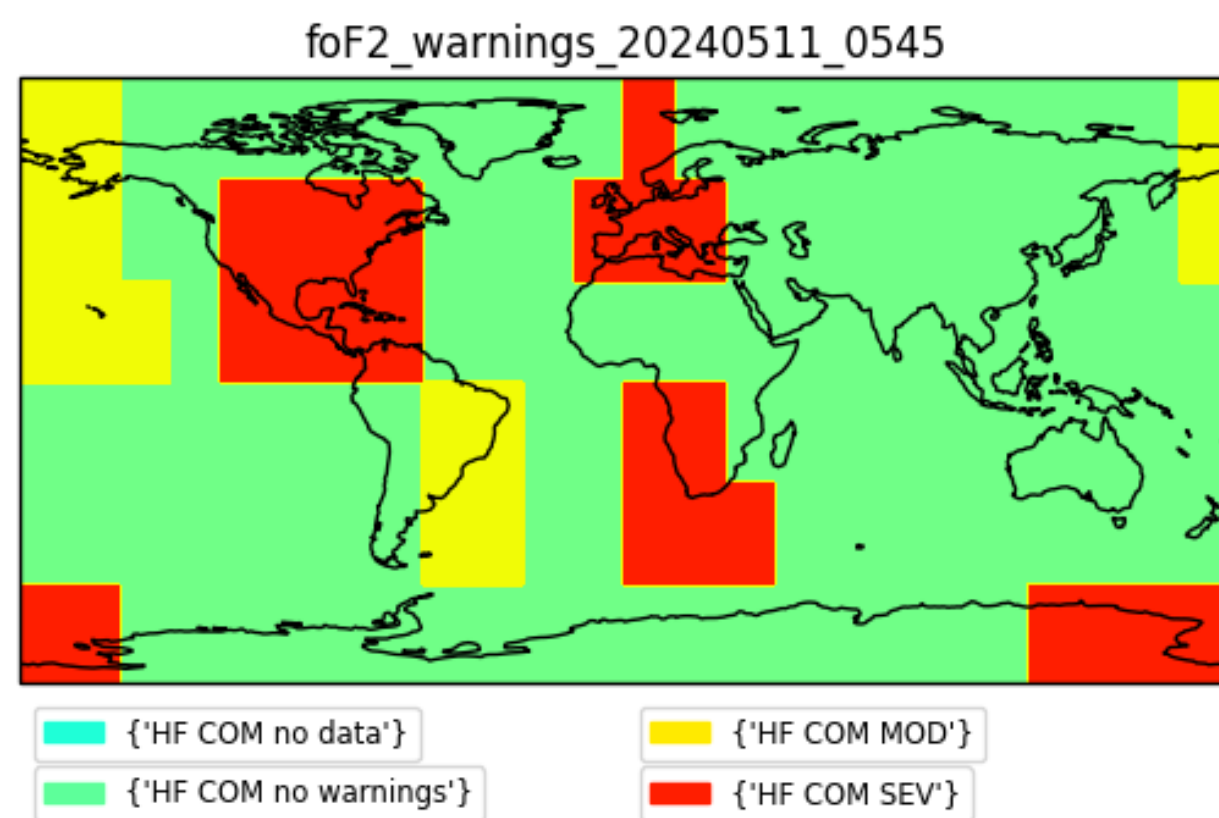 foF2_warnings_20240511_0545
{'HF COM no data'}
{'HF COM MOD'}
{'HF COM no warnings'}
{'HF COM SEV'}